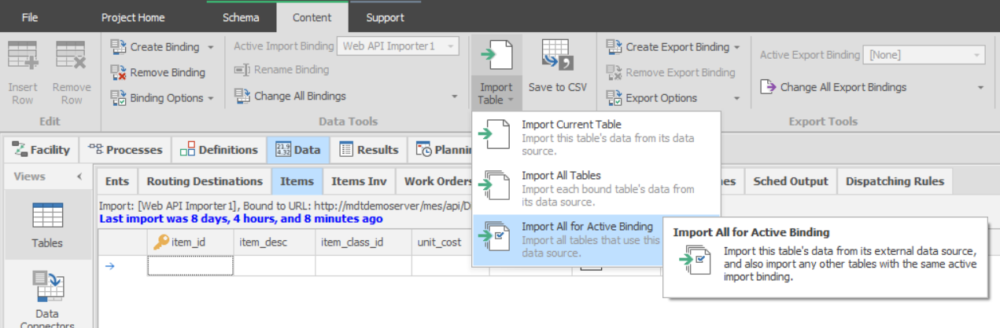 File Project Home Schema Content Support
Create Binding Active Import Binding Web API Importer1
Create Export Binding Active Export Binding [None]
Remove Binding Rename Binding
Remove Export Binding
Insert Row
Remove Row
Import Table
Save to CSV
Change All Export Bindings
Binding Options Change All Bindings
Export Options
Edit Data Tools Export Tools
Import Current Table
Import this table's data from its data
source.
Facility Processes Definitions Data Results
Views
Ents Routing Destinations Items Items Inv Work Orders
Sched Output Dispatching Rules
Import All Tables
Import each bound table's data from
its data source.
Import: [Web API Importer1], Bound to URL: http://mdtdemoserver/mes/api/D
Last import was 8 days, 4 hours, and 8 minutes ago
Import All for Active Binding
Import all tables that use this
data source.
Import All for Active Binding
Import this table's data from its external data source,
and also import any other tables with the same active
import binding.
item_id item_desc item_class_id unit_cost
Tables
Data
Connectors